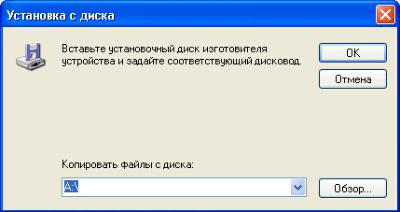 Установка с диска
Вставьте установочный диск изготовителя
устройства и задайте соответствующий дисковод.
OK
Отмена
Копировать файлы с диска:
A:\
Обзор...